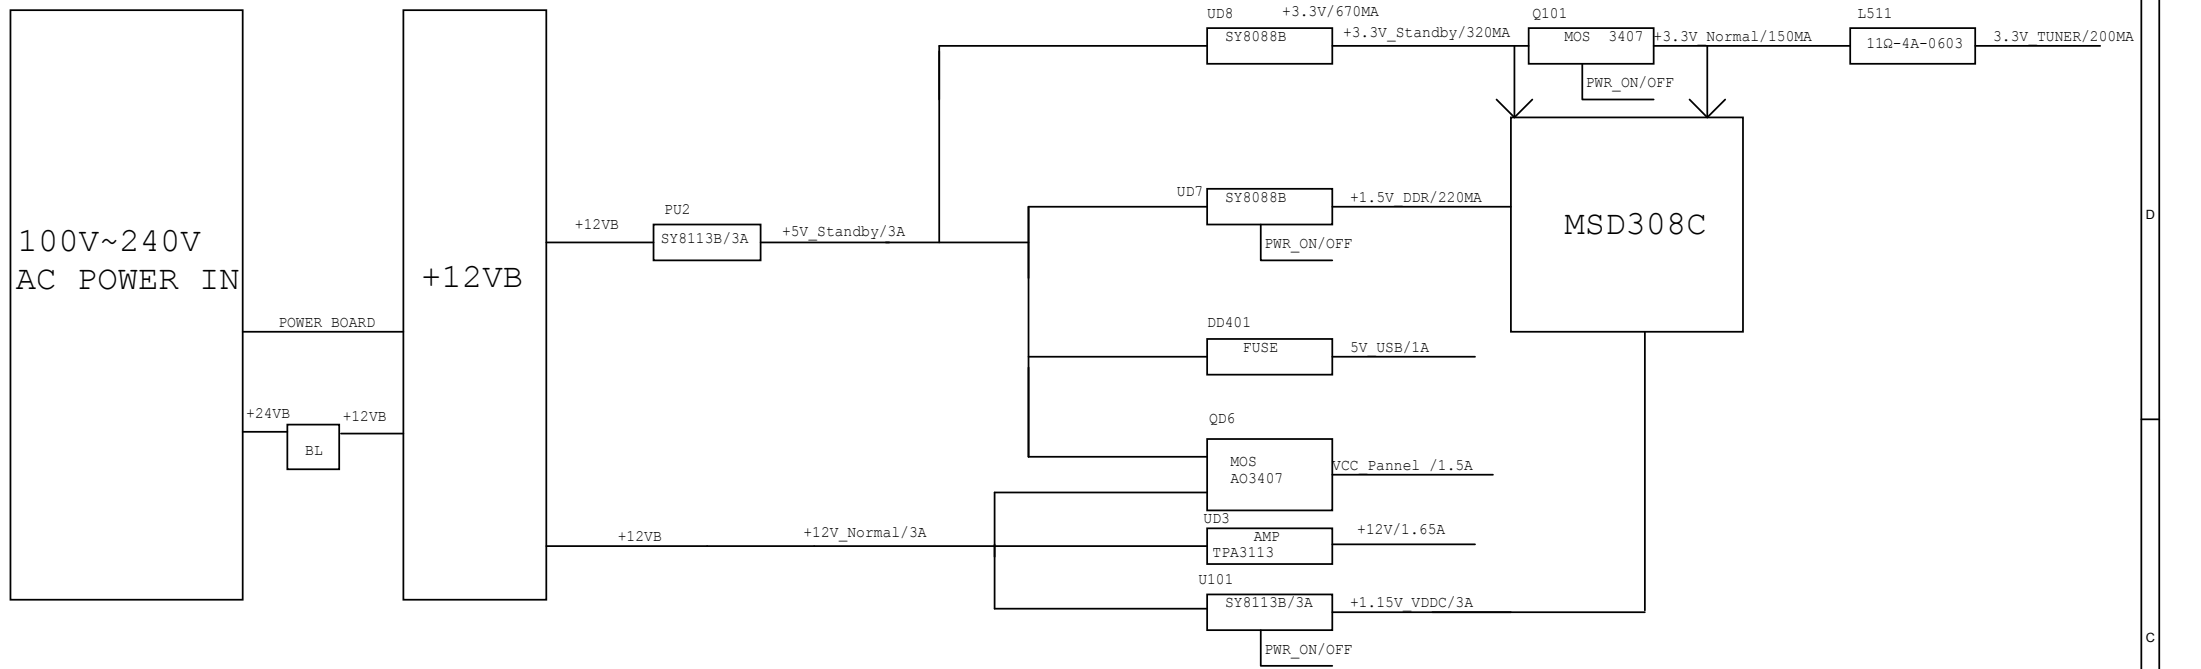 UD8
+3.3V/670MA
SY8088B
+3.3V_Standby/320MA
Q101
MOS 3407
+3.3V_Normal/150MA
L511
11Ω-4A-0603
3.3V_TUNER/200MA
PWR_ON/OFF
100V~240V
AC POWER IN
POWER BOARD
+24VB
BL
+12VB
+12VB
+12VB
PU2
SY8113B/3A
+5V_Standby/3A
UD7
SY8088B
+1.5V_DDR/220MA
PWR_ON/OFF
MSD308C
DD401
FUSE
5V_USB/1A
QD6
MOS
AO3407
VCC_Pannel /1.5A
+12VB
+12V_Normal/3A
UD3
AMP
TPA3113
+12V/1.65A
U101
SY8113B/3A
+1.15V_VDDC/3A
PWR_ON/OFF
D
C